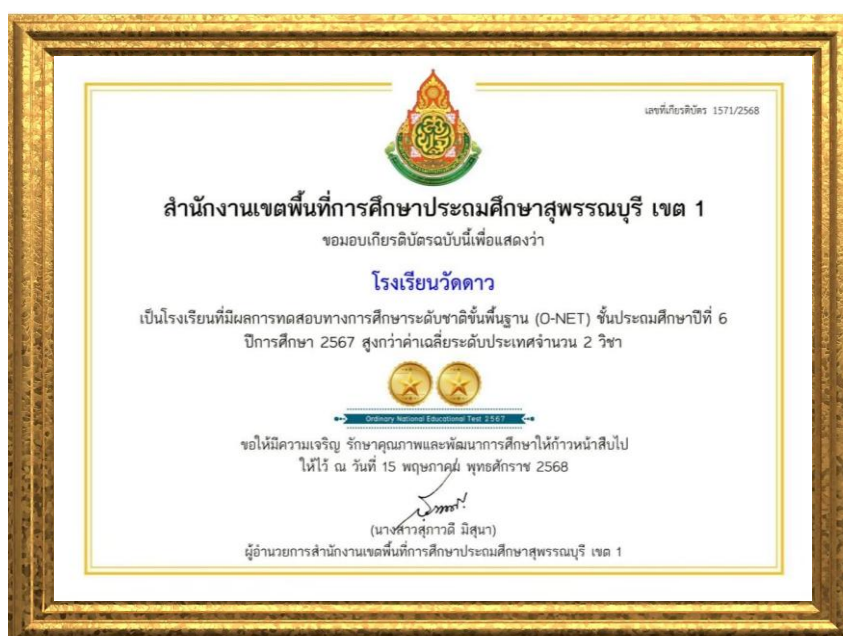 เลขที่เกียรติบัตร 1571/2568
สำนักงานเขตพื้นที่การศึกษาประถมศึกษาสุพรรณบุรี เขต 1
ขอมอบเกียรติบัตรฉบับนี้เพื่อแสดงว่า
โรงเรียนวัดดาว
เป็นโรงเรียนที่มีผลการทดสอบทางการศึกษาระดับชาติขั้นพื้นฐาน (O-NET) ชั้นประถมศึกษาปีที่ 6
ปีการศึกษา 2567 สูงกว่าค่าเฉลี่ยระดับประเทศจำนวน 2 วิชา
Ordinary National Educational Test 2567
ขอให้มีความเจริญ รักษาคุณภาพและพัฒนาการศึกษาให้ก้าวหน้าสืบไป
ให้ไว้ ณ วันที่ 15 พฤษภาคม พุทธศักราช 2568
(นางสาวสุภาวดี มิสุนา)
ผู้อำนวยการสำนักงานเขตพื้นที่การศึกษาประถมศึกษาสุพรรณบุรี เขต 1